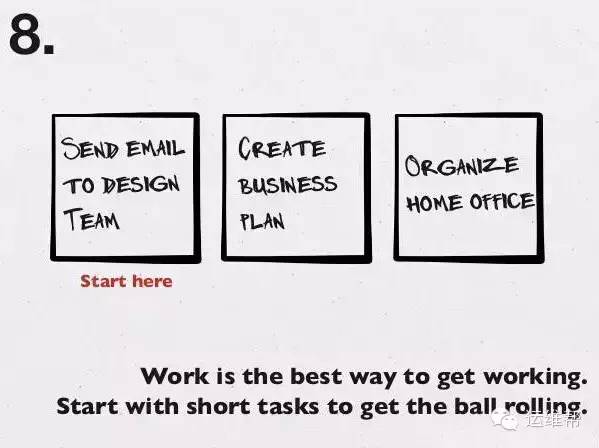 8.
SEND EMAIL
TO DESIGN
TEAM
CREATE
BUSINESS
PLAN
ORGANIZE
HOME OFFICE
Start here
Work is the best way to get working.
Start with short tasks to get the ball rolling.
运维帮